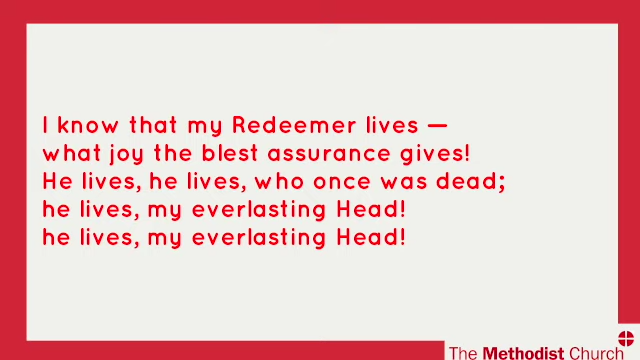 I know that my Redeemer lives —
what joy the blest assurance gives!
He lives, he lives, who once was dead;
he lives, my everlasting Head!
he lives, my everlasting Head!
The Methodist Church